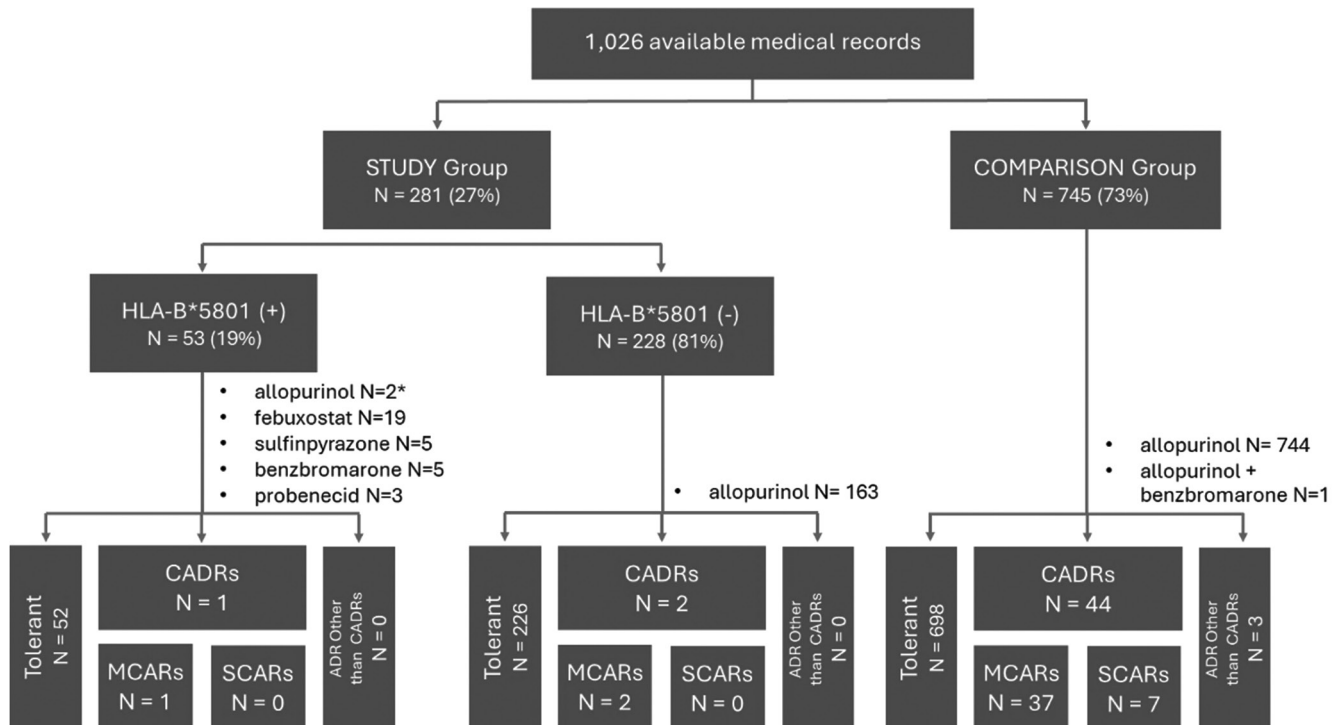 1,026 available medical records
STUDY Group
N = 281 (27%)
COMPARISON Group
N = 745 (73%)
HLA-B*5801 (+)
N = 53 (19%)
HLA-B*5801 (-)
N = 228 (81%)
• allopurinol N=2*
• febuxostat N=19
• sulfinpyrazone N=5
• benzbromarone N=5
• probenecid N=3
• allopurinol N= 163
• allopurinol N= 744
• allopurinol +
benzbromarone N=1
Tolerant
N = 52
CADRs
N = 1
MCARs
N = 1
SCARs
N = 0
ADR Other
than CADRs
N = 0
Tolerant
N = 226
CADRs
N = 2
MCARs
N = 2
SCARs
N = 0
ADR Other
than CADRs
N = 0
Tolerant
N = 698
CADRs
N = 44
MCARs
N = 37
SCARs
N = 7
ADR Other
than CADRs
N = 3